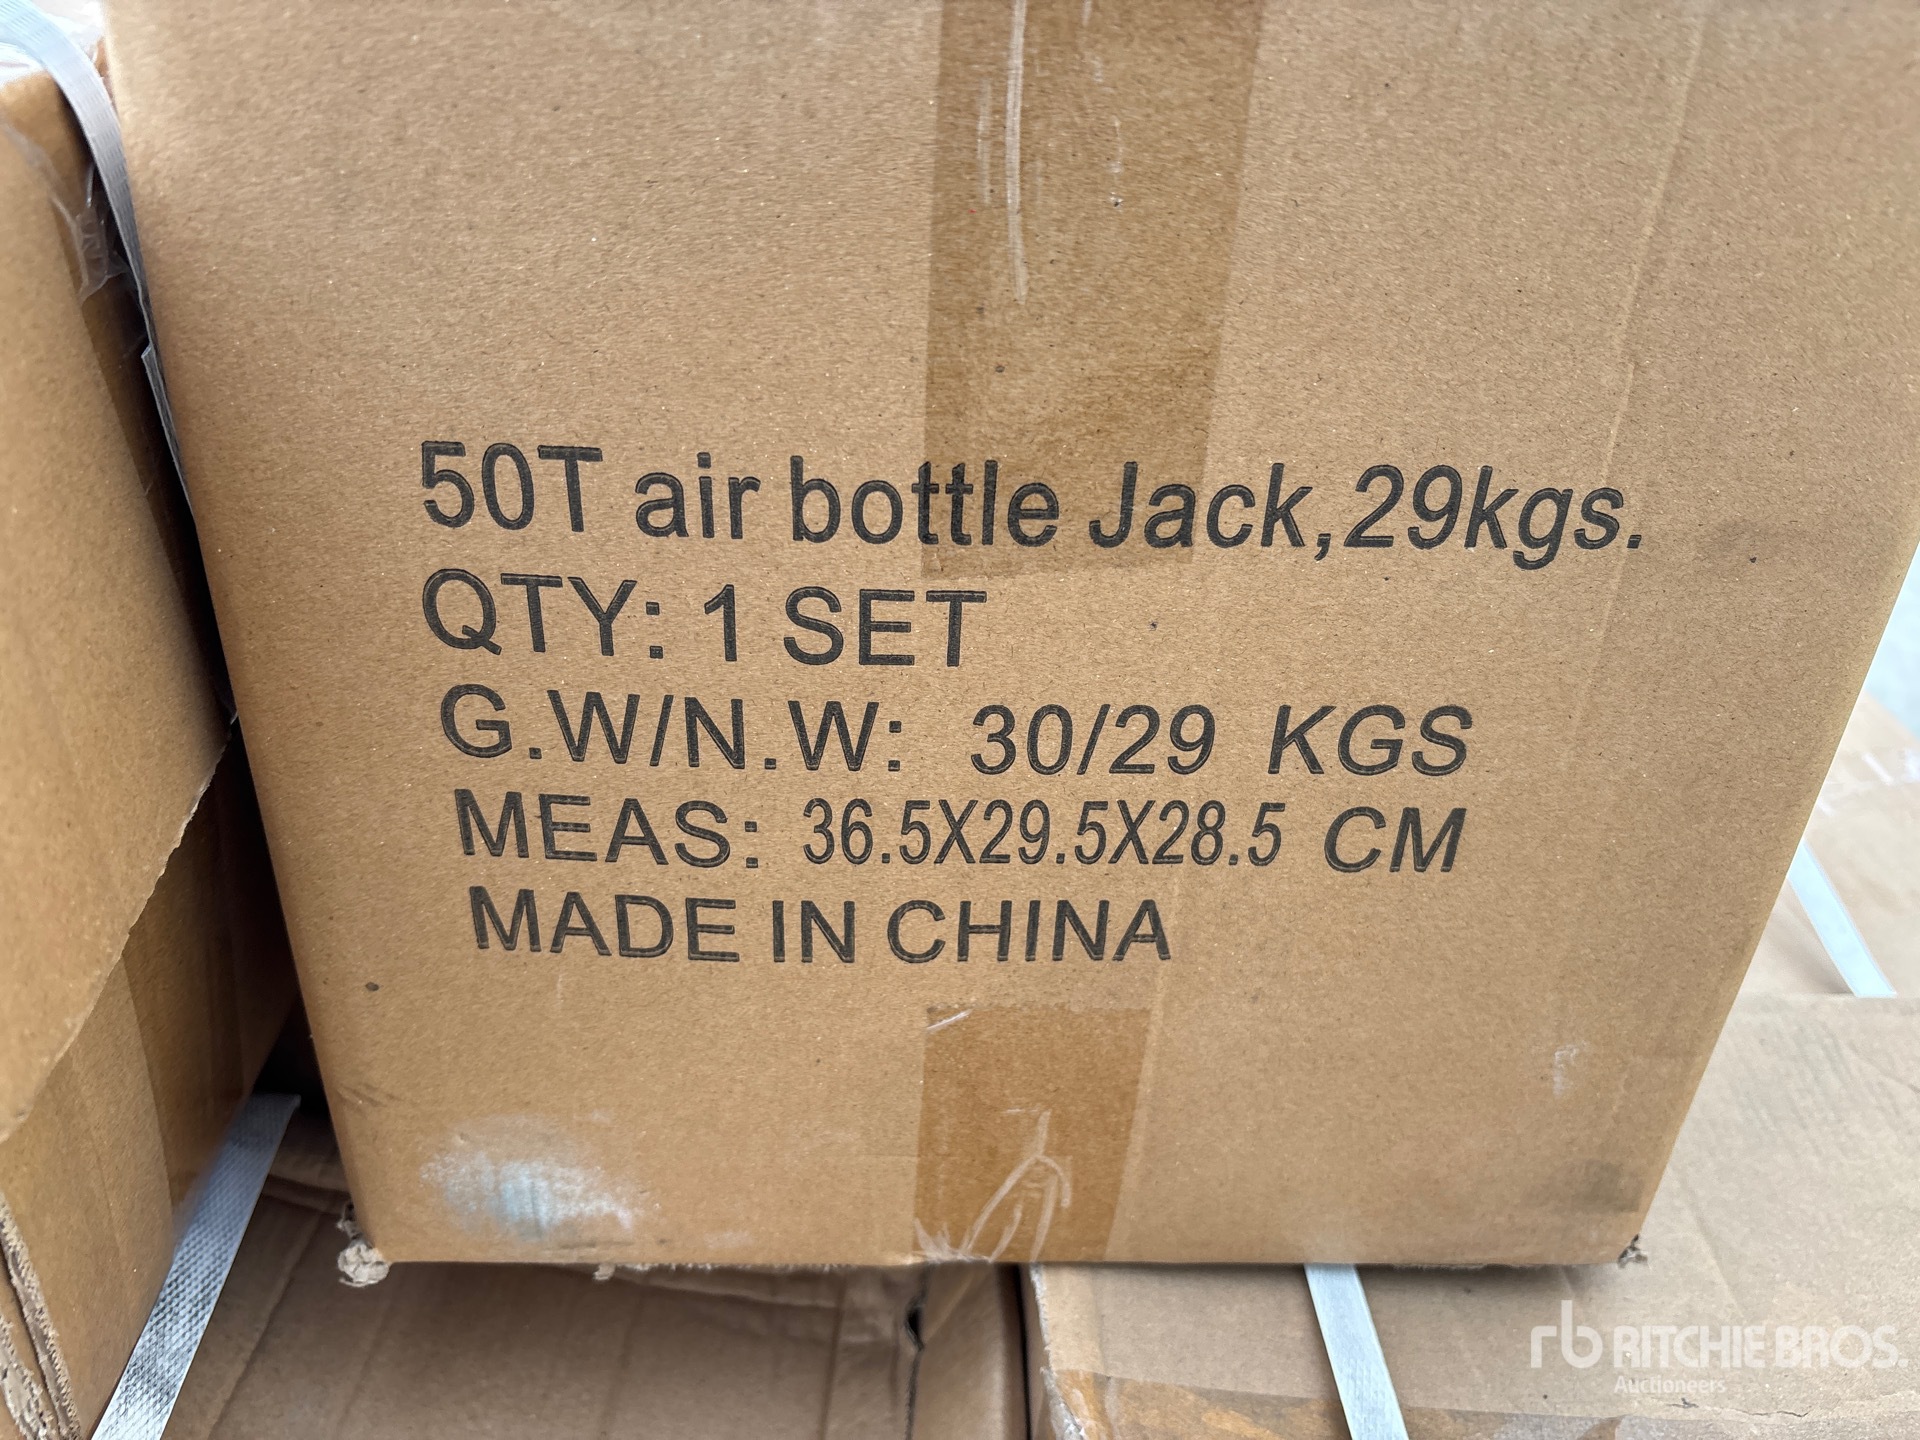 50T air bottle Jack,29kgs.
QTY: 1 SET
G.W/N.W: 30/29 KGS
MEAS: 36.5X29.5X28.5 CM
MADE IN CHINA
rb RITCHIE BROS.
Auctioneers